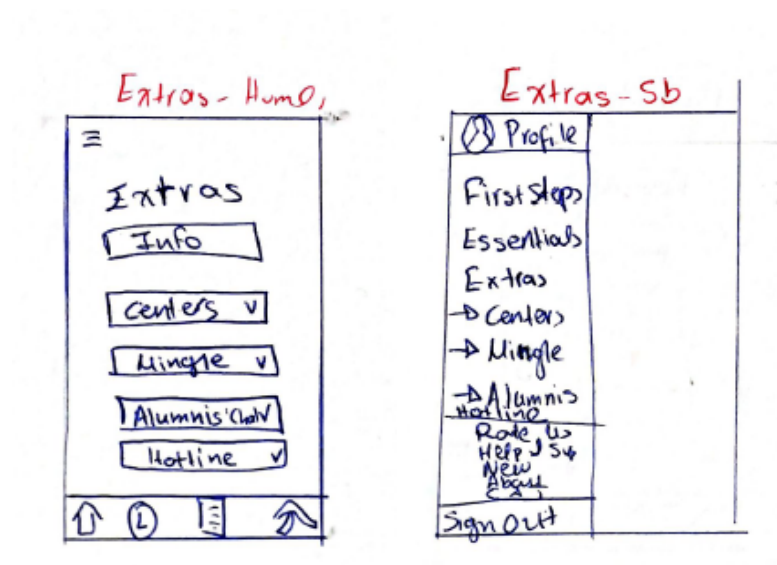 Extras - Home,
Extras
Info
Centers
Mingle
Alumnis' Chat
Hotline
Extras - Sb
Profile
First Steps
Essentials
Extras
Centers
Mingle
Alumnis
Hotline
Rate Us
Help
New
About
Sign Out